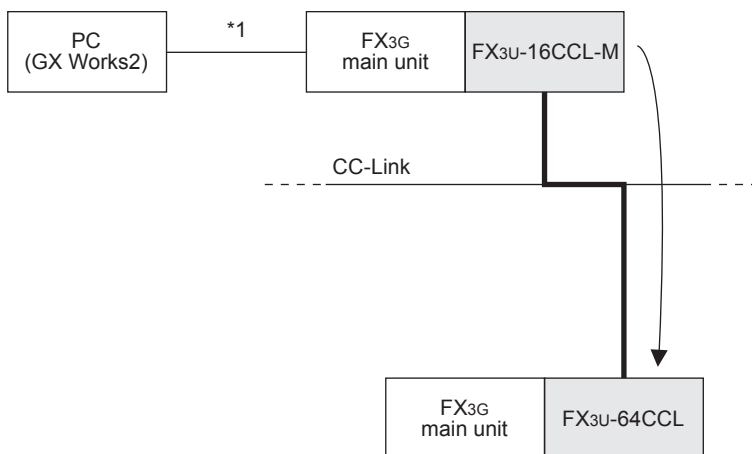 PC
(GX Works2)
*1
FX3G
main unit
FX3U-16CCL-M
CC-Link
FX3G
main unit
FX3U-64CCL